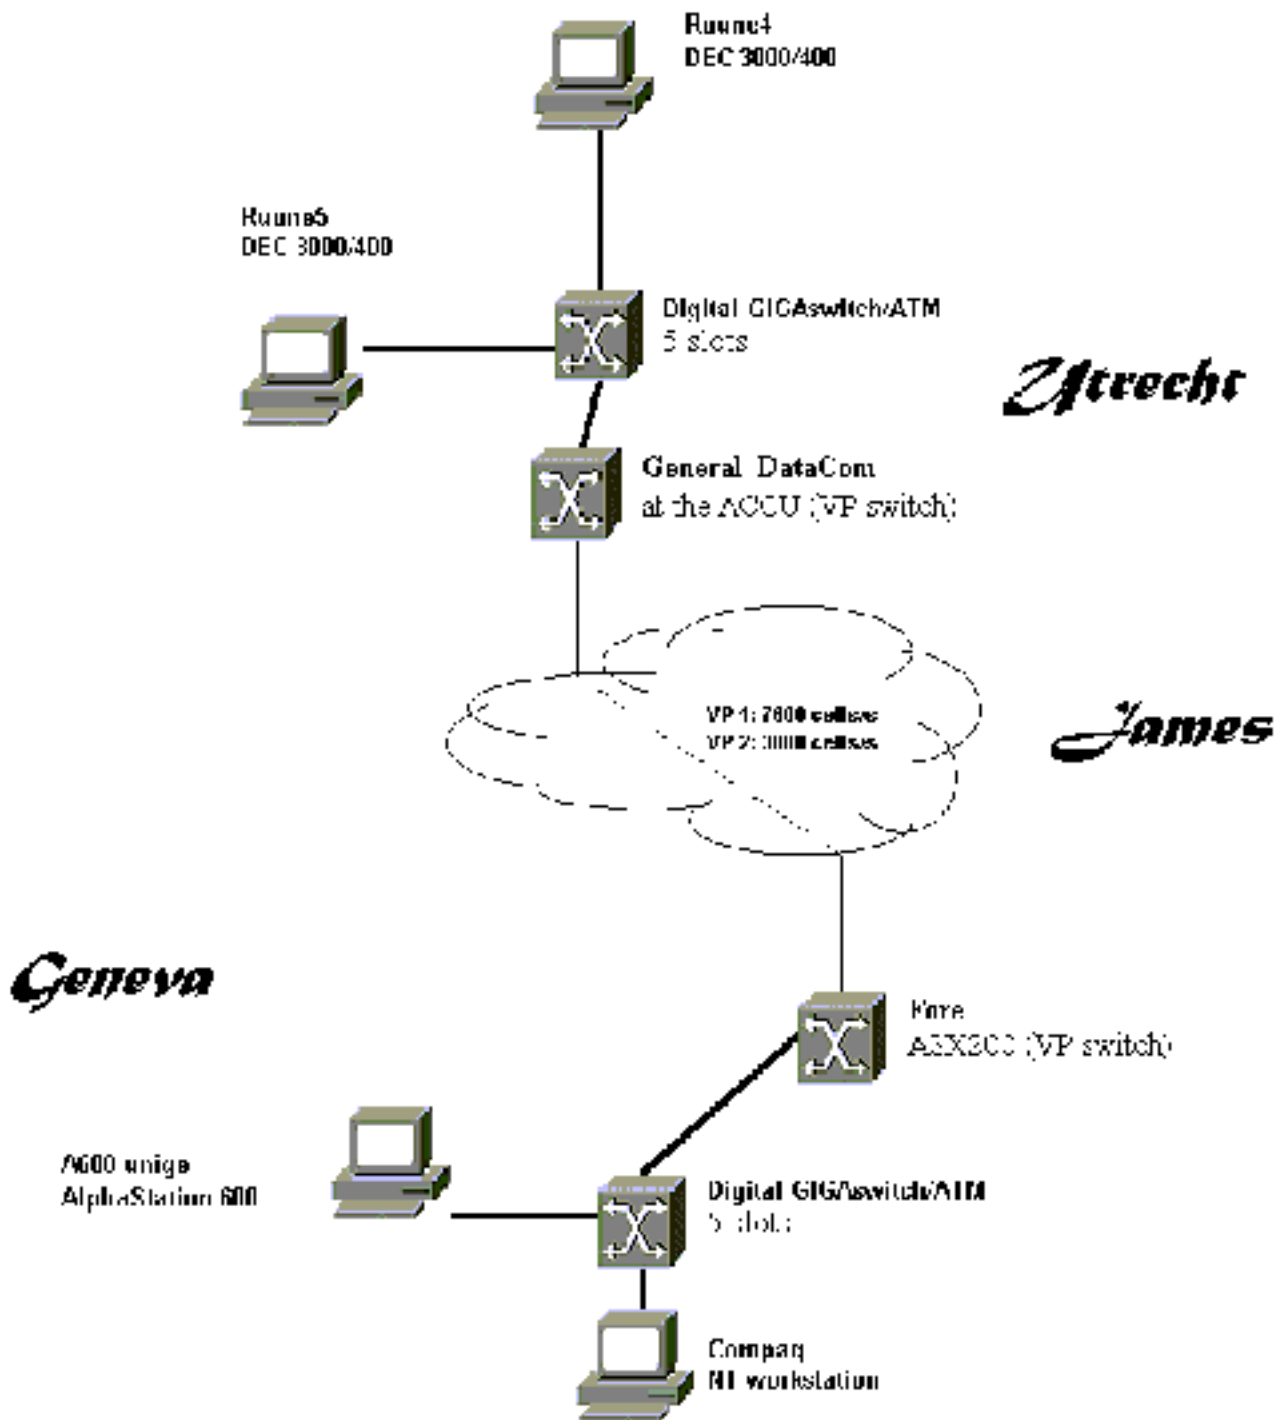 Ruune4
DEC 3000/400
Ruune5
DEC 3000/400
Digital GIGAswitch/ATM
5 slots
Utrecht
General DataCom
at the ACCU (VP switch)
VP 1: 7600 cells/s
VP 2: cells/s
James
Geneva
Fore
ASX200 (VP switch)
A600 unige
AlphaStation 600
Digital GIGAswitch/ATM
5 slots
Compaq
NT workstation